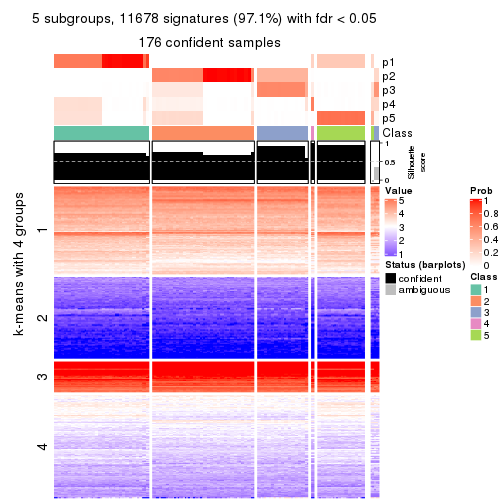 5 subgroups, 11678 signatures (97.1%) with fdr < 0.05
176 confident samples
p1
p2
p3
p4
p5
Class
1
0.5
0
Silhouette
score
k-means with 4 groups
1
2
3
4
Value
5
4
3
2
1
Status (barplots)
confident
ambiguous
Prob
1
0.8
0.6
0.4
0.2
0
Class
1
2
3
4
5